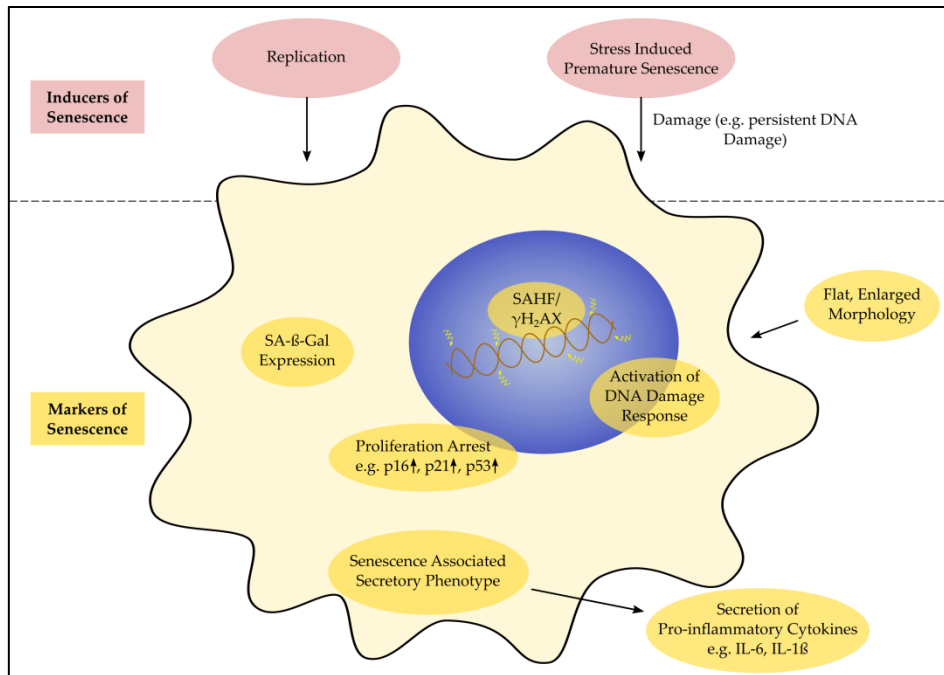 Replication
Stress Induced
Premature Senescence
Inducers of
Senescence
Damage (e.g. persistent DNA
Damage)
SAHF/
γH₂AX
Flat, Enlarged
Morphology
SA-ß-Gal
Expression
Activation of
DNA Damage
Response
Markers of
Senescence
Proliferation Arrest
e.g. p16↑, p21↑, p53↑
Senescence Associated
Secretory Phenotype
Secretion of
Pro-inflammatory Cytokines
e.g. IL-6, IL-1ß